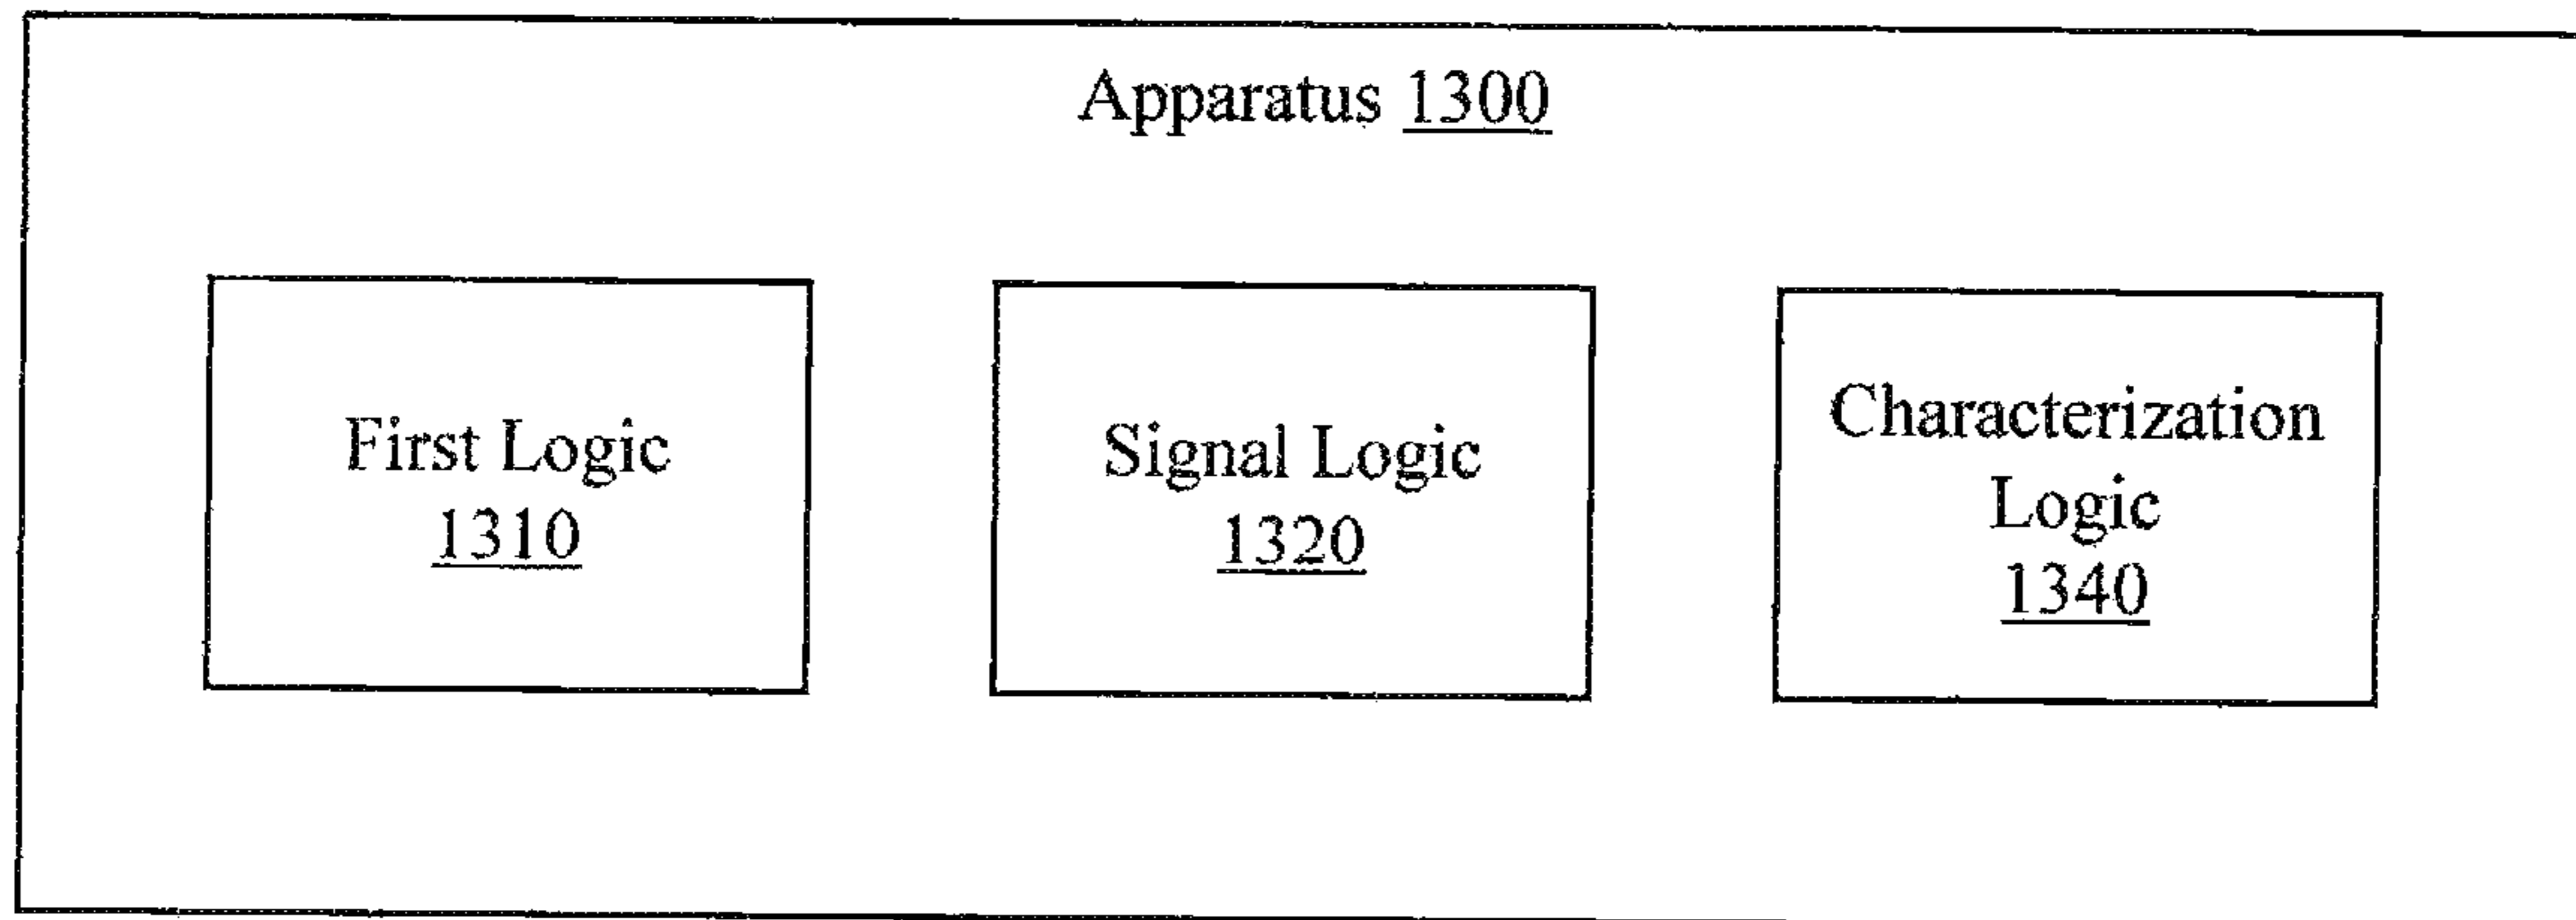 Apparatus 1300
First Logic
1310
Signal Logic
1320
Characterization
Logic
1340